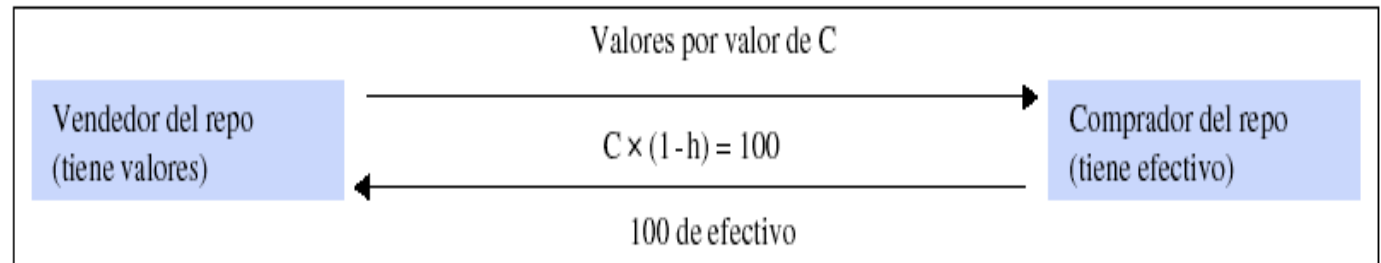 Valores por valor de C
Vendedor del repo
(tiene valores)
C × (1 - h) = 100
Comprador del repo
(tiene efectivo)
100 de efectivo